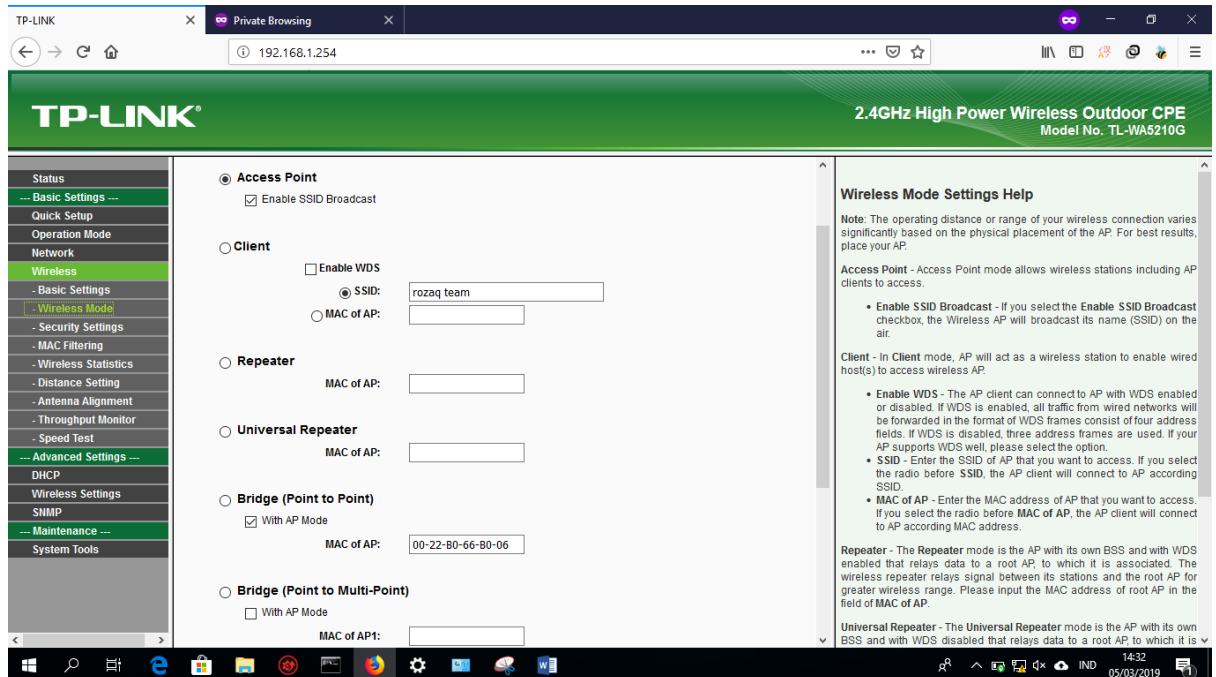 TP-LINK
Private Browsing
192.168.1.254
TP-LINK®
2.4GHz High Power Wireless Outdoor CPE
Model No. TL-WA5210G
Status
--- Basic Settings ---
Quick Setup
Operation Mode
Network
Wireless
- Basic Settings
- Wireless Mode
- Security Settings
- MAC Filtering
- Wireless Statistics
- Distance Setting
- Antenna Alignment
- Throughput Monitor
- Speed Test
--- Advanced Settings ---
DHCP
Wireless Settings
SNMP
--- Maintenance ---
System Tools
Access Point
Enable SSID Broadcast
Client
Enable WDS
SSID: rozaq team
MAC of AP:
Repeater
MAC of AP:
Universal Repeater
MAC of AP:
Bridge (Point to Point)
With AP Mode
MAC of AP: 00-22-B0-66-B0-06
Bridge (Point to Multi-Point)
With AP Mode
MAC of AP1:
Wireless Mode Settings Help
Note: The operating distance or range of your wireless connection varies
significantly based on the physical placement of the AP. For best results,
place your AP.
Access Point - Access Point mode allows wireless stations including AP
clients to access.
• Enable SSID Broadcast - If you select the Enable SSID Broadcast
checkbox, the Wireless AP will broadcast its name (SSID) on the
air.
Client - In Client mode, AP will act as a wireless station to enable wired
host(s) to access wireless AP.
• Enable WDS - The AP client can connect to AP with WDS enabled
or disabled. If WDS is enabled, all traffic from wired networks will
be forwarded in the format of WDS frames consist of four address
fields. If WDS is disabled, three address frames are used. If your
AP supports WDS well, please select the option.
• SSID - Enter the SSID of AP that you want to access. If you select
the radio before SSID, the AP client will connect to AP according
SSID.
• MAC of AP - Enter the MAC address of AP that you want to access.
If you select the radio before MAC of AP, the AP client will connect
to AP according MAC address.
Repeater - The Repeater mode is the AP with its own BSS and with WDS
enabled that relays data to a root AP, to which it is associated. The
wireless repeater relays signal between its stations and the root AP for
greater wireless range. Please input the MAC address of root AP in the
field of MAC of AP.
Universal Repeater - The Universal Repeater mode is the AP with its own
BSS and with WDS disabled that relays data to a root AP, to which it is
IND
14:32
05/03/2019